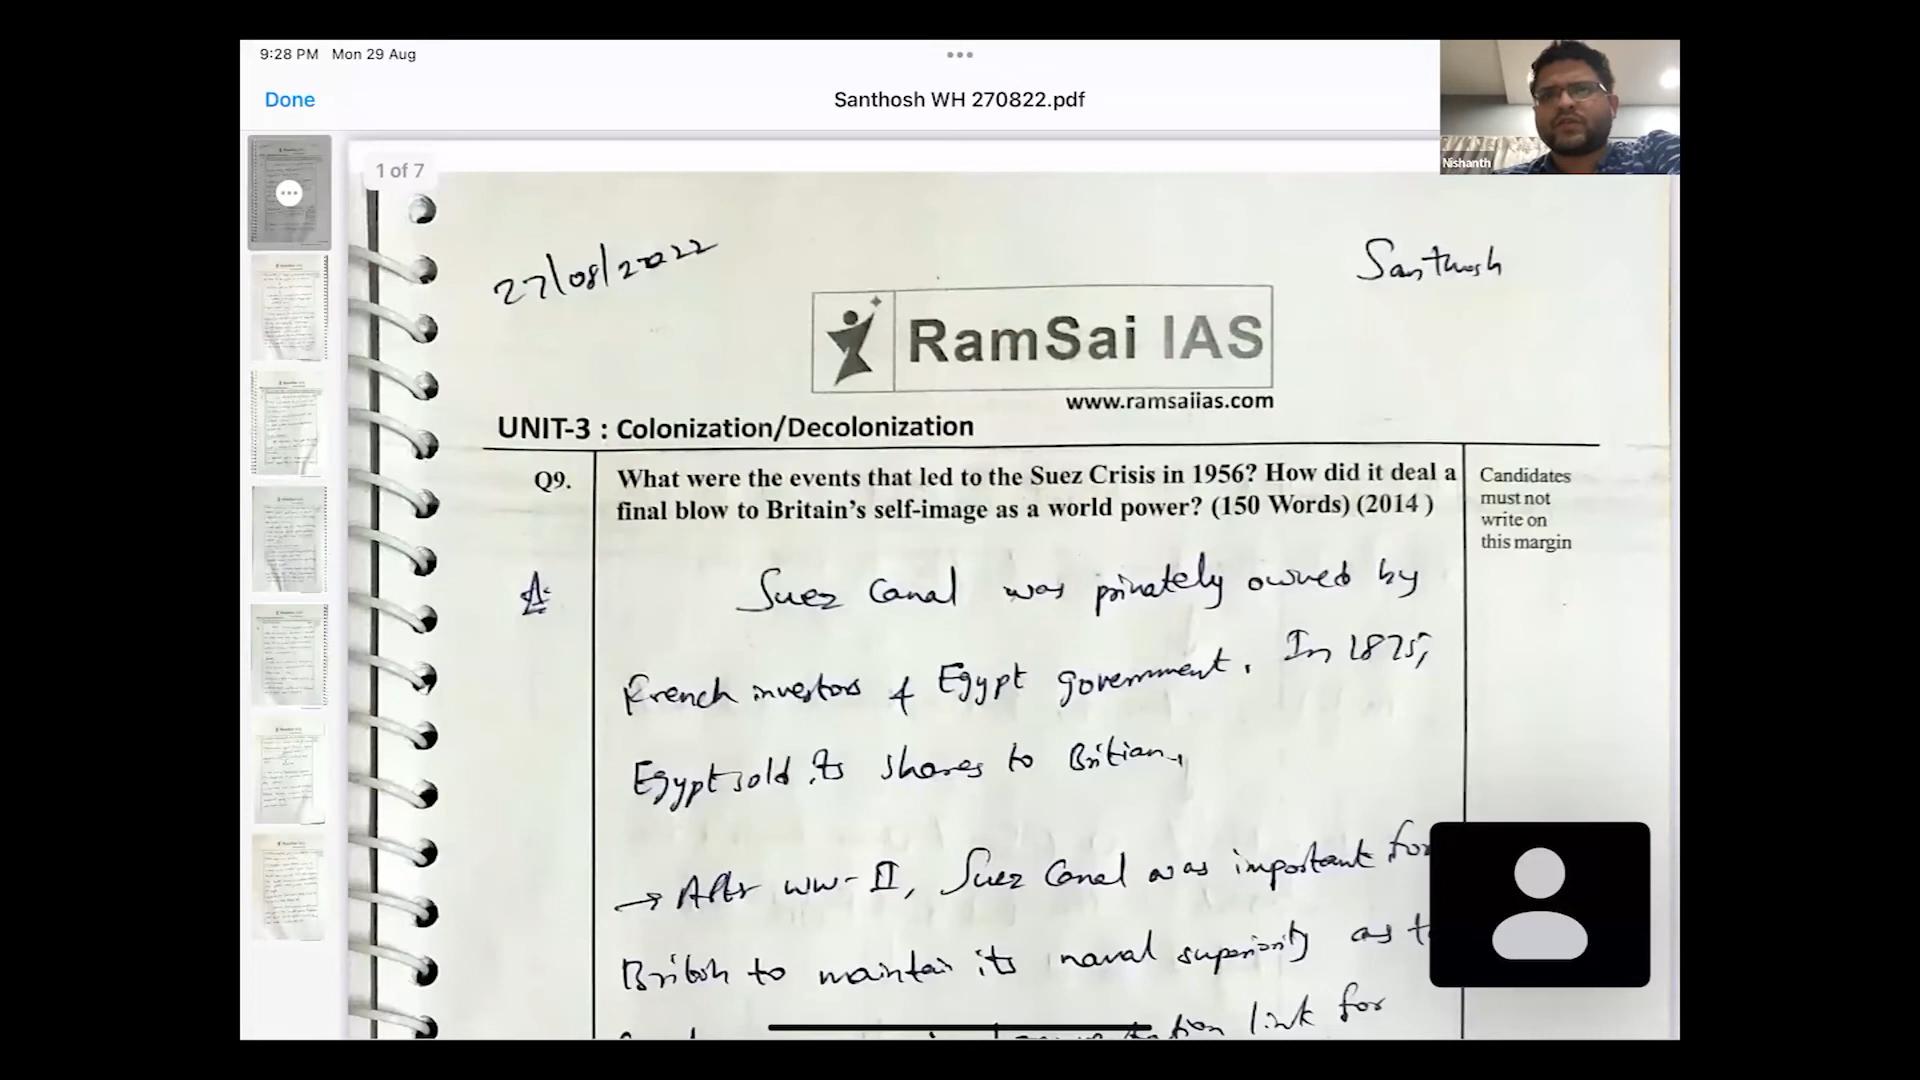 9:28 PM Mon 29 Aug
Done
Santhosh WH 270822.pdf
Nishanth
1 of 7
27/08/2022
Santhosh
RamSai IAS
www.ramsaiias.com
UNIT-3 : Colonization/Decolonization
Q9.
What were the events that led to the Suez Crisis in 1956? How did it deal a
final blow to Britain's self-image as a world power? (150 Words) (2014 )
Candidates
must not
write on
this margin
A:
Suez Canal was privately owned by
French investors & Egypt government. In 1875,
Egypt sold its shares to Britian.
→ After WW-II, Suez Canal was important for
British to maintain its naval superiority as
link for